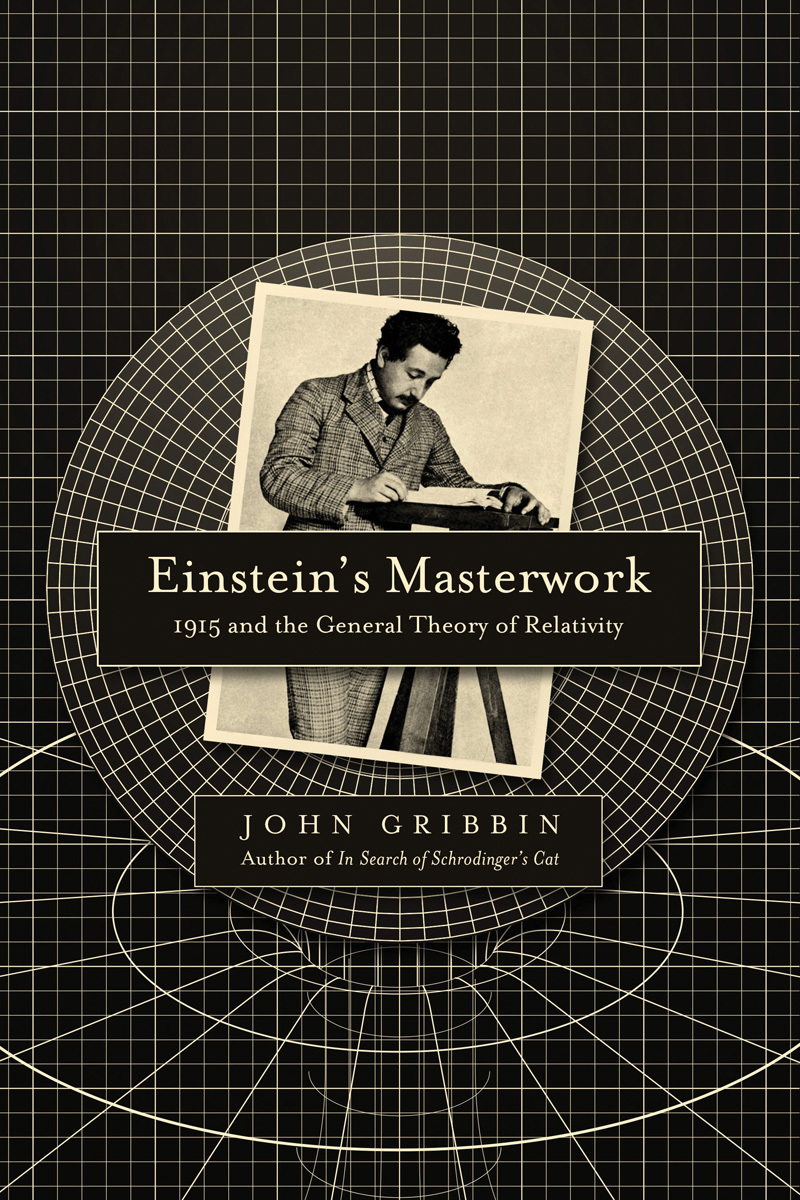 Einstein’s Masterwork
1915 and the General Theory of Relativity
JOHN GRIBBIN
Author of In Search of Schrodinger’s Cat